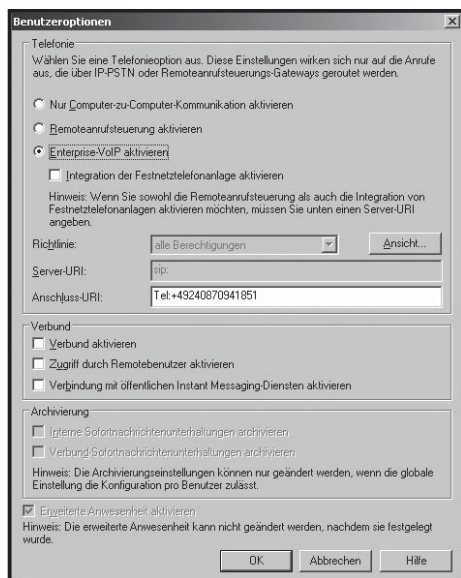 Benutzeroptionen
Telefonie
Wählen Sie eine Telefonieoption aus. Diese Einstellungen wirken sich nur auf die Anrufe
aus, die über IP-PSTN oder Remoteanrufsteuerungs-Gateways geroutet werden.
Nur Computer-zu-Computer-Kommunikation aktivieren
Remoteanrufsteuerung aktivieren
Enterprise-VoIP aktivieren
Integration der Festnetztelefonanlage aktivieren
Hinweis: Wenn Sie sowohl die Remoteanrufsteuerung als auch die Integration von
Festnetztelefonanlagen aktivieren möchten, müssen Sie unten einen Server-URI
angeben.
Richtlinie: alle Berechtigungen Ansicht...
Server-URI: sip:
Anschluss-URI: Tel:+49240870941851
Verbund
Verbund aktivieren
Zugriff durch Remotebenutzer aktivieren
Verbindung mit öffentlichen Instant Messaging-Diensten aktivieren
Archivierung
Interne Sofortnachrichtenunterhaltungen archivieren
Verbund-Sofortnachrichtenunterhaltungen archivieren
Hinweis: Die Archivierungseinstellungen können nur geändert werden, wenn die globale
Einstellung die Konfiguration pro Benutzer zulässt.
Erweiterte Anwesenheit aktivieren
Hinweis: Die erweiterte Anwesenheit kann nicht geändert werden, nachdem sie festgelegt
wurde.
OK Abbrechen Hilfe